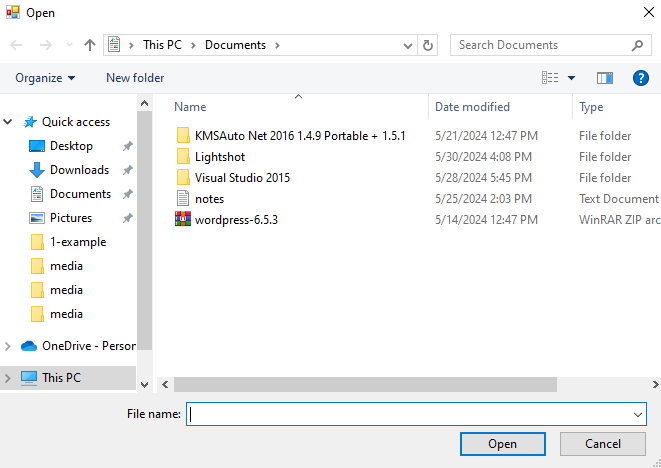 Open
This PC > Documents >
Search Documents
Organize
New folder
?
Name
Date modified
Type
Quick access
Desktop
Downloads
Documents
Pictures
1-example
media
media
media
OneDrive - Person
This PC
KMSAuto Net 2016 1.4.9 Portable + 1.5.1 5/21/2024 12:47 PM File folder
Lightshot 5/30/2024 4:08 PM File folder
Visual Studio 2015 5/28/2024 5:45 PM File folder
notes 5/25/2024 2:03 PM Text Document
wordpress-6.5.3 5/14/2024 12:47 PM WinRAR ZIP arc
File name:
Open
Cancel